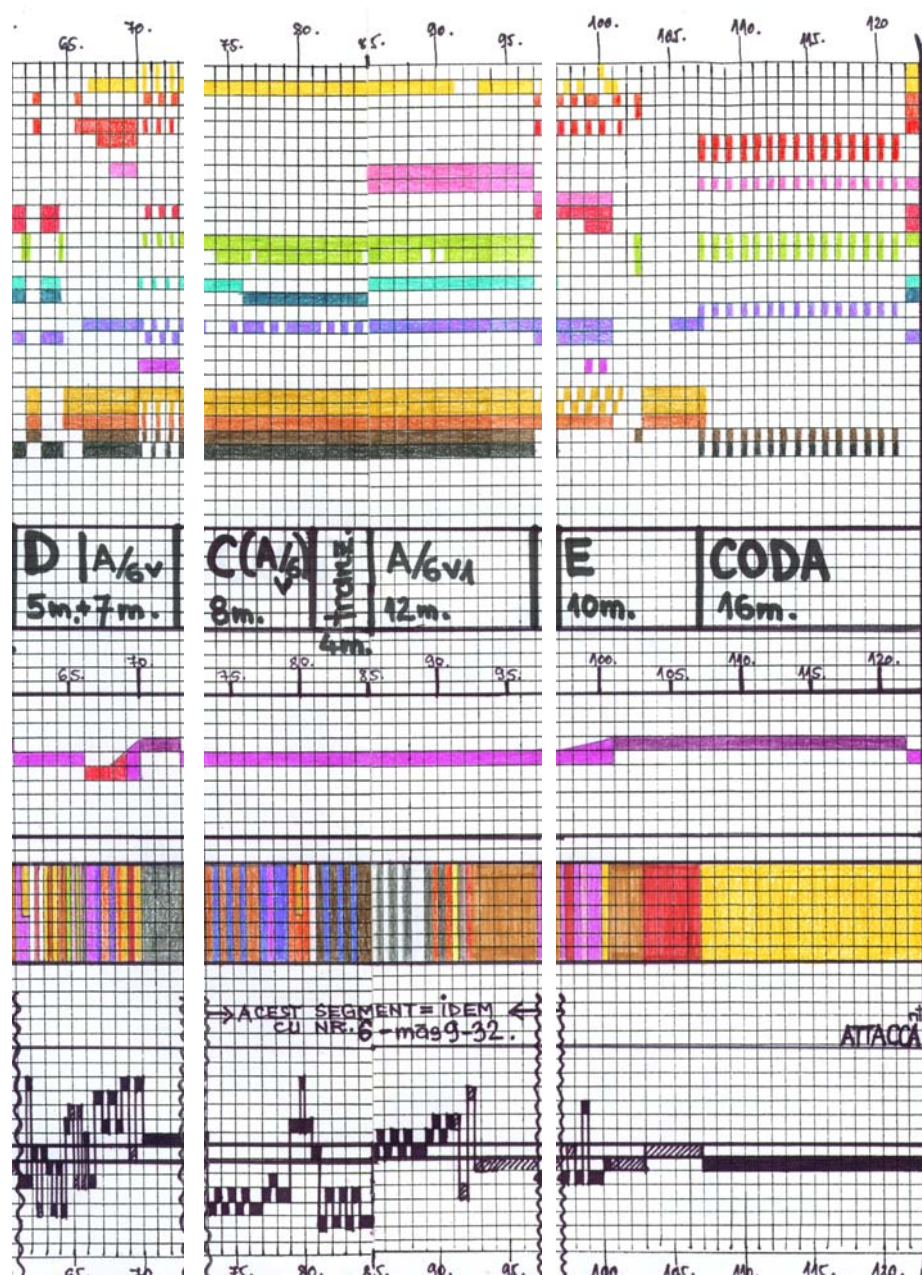 65. 70. 75. 80. 85. 90. 95. 100. 105. 110. 115. 120
D | A/6v C(A/6)v tranz. A/6v1 E CODA
5m.+7m. 8m. 4m. 12m. 10m. 16m.
65. 70. 75. 80. 85. 90. 95. 100. 105. 110. 115. 120.
ACEST SEGMENT = IDEM
CU NR. 6 - măs 9-32.
ATTACCA 2.
65. 70. 75. 80. 85. 90. 95. 100. 105. 110. 115. 120.